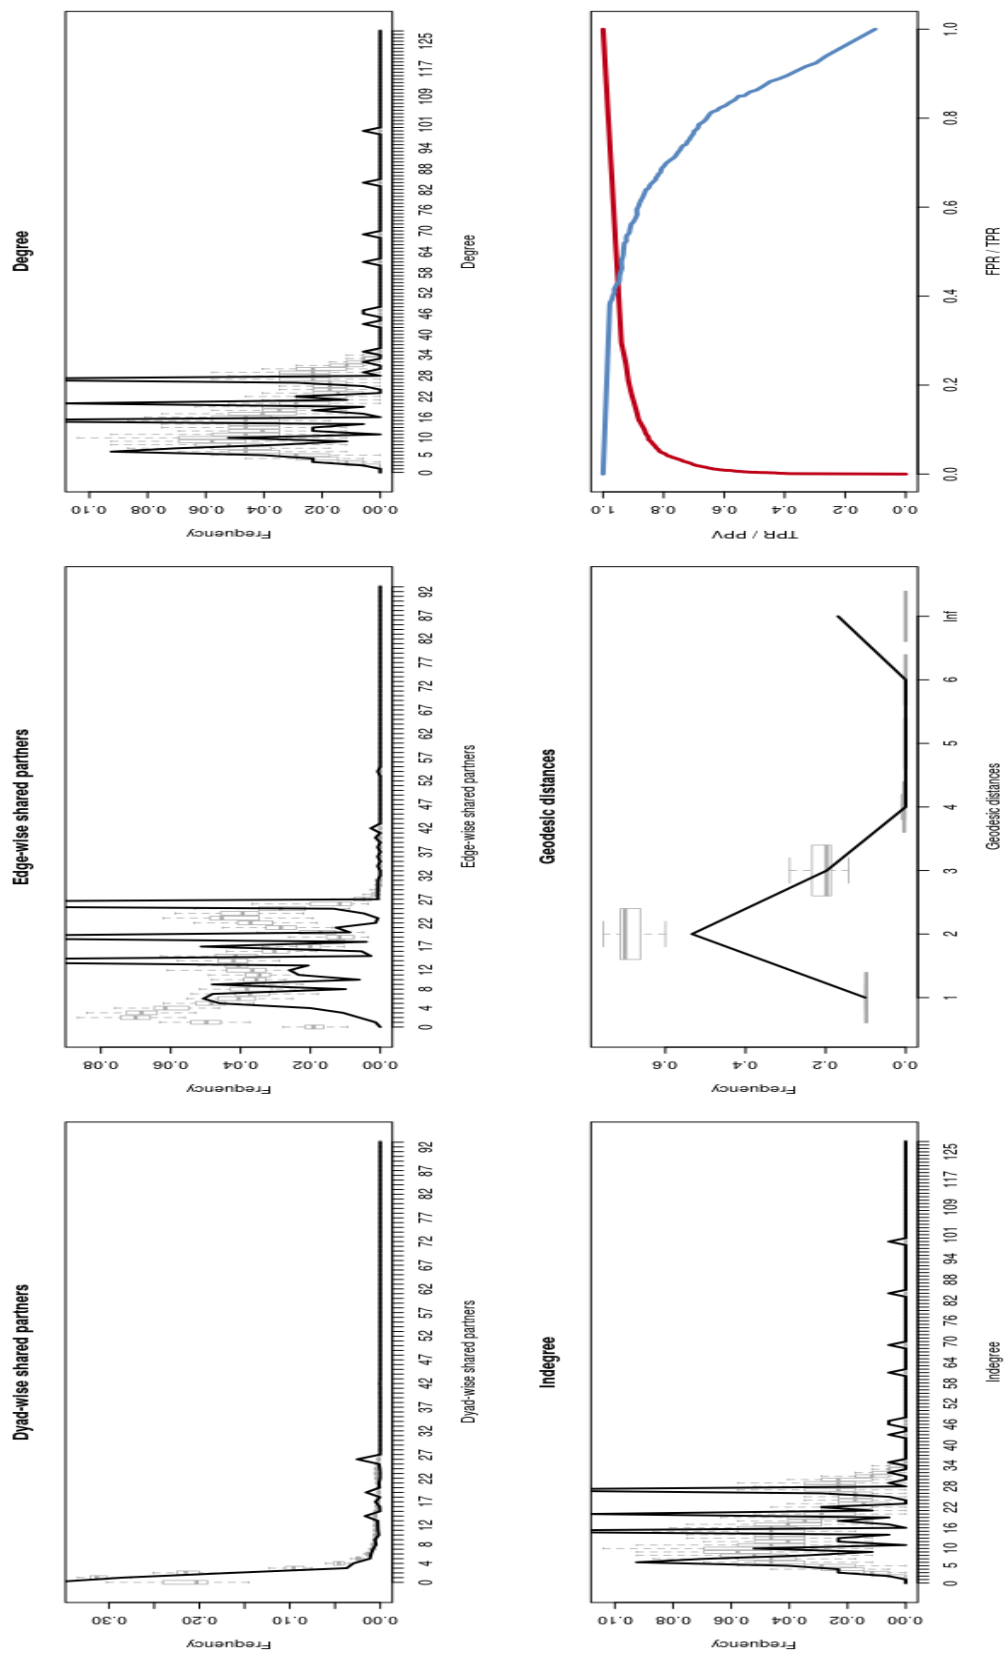 Dyad-wise shared partners
Frequency
0.30
0.20
0.10
0.00
0 4 8 12 17 22 27 32 37 42 47 52 57 62 67 72 77 82 87 92
Dyad-wise shared partners
Edge-wise shared partners
Frequency
0.08
0.06
0.04
0.02
0.00
0 4 8 12 17 22 27 32 37 42 47 52 57 62 67 72 77 82 87 92
Edge-wise shared partners
Degree
Frequency
0.10
0.08
0.06
0.04
0.02
0.00
0 5 10 16 22 28 34 40 46 52 58 64 70 76 82 88 94 101 109 117 125
Degree
Indegree
Frequency
0.10
0.08
0.06
0.04
0.02
0.00
0 5 10 16 22 28 34 40 46 52 58 64 70 76 82 88 94 101 109 117 125
Indegree
Geodesic distances
Frequency
0.6
0.4
0.2
0.0
1 2 3 4 5 6 Inf
Geodesic distances
TPR / PPV
1.0
0.8
0.6
0.4
0.2
0.0
0.0 0.2 0.4 0.6 0.8 1.0
FPR / TPR